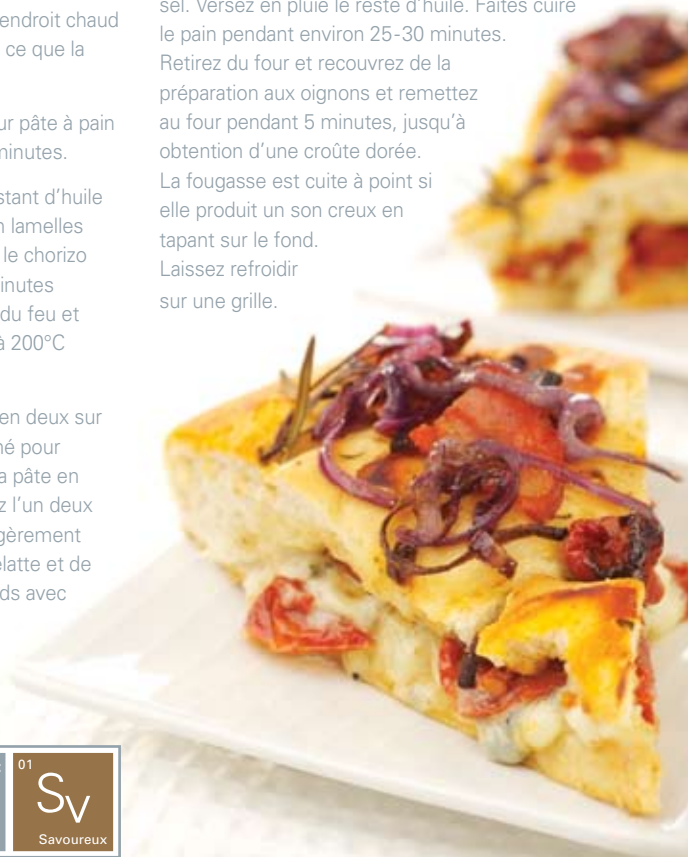 endroit chaud
ce que la
ur pâte à pain
minutes.
stant d'huile
n lamelles
le chorizo
inutes
du feu et
à 200°C
en deux sur
né pour
a pâte en
z l'un deux
gèrement
elatte et de
ds avec
sel. Versez en pluie le reste d'huile. Faites cuire
le pain pendant environ 25-30 minutes.
Retirez du four et recouvrez de la
préparation aux oignons et remettez
au four pendant 5 minutes, jusqu'à
obtention d'une croûte dorée.
La fougasse est cuite à point si
elle produit un son creux en
tapant sur le fond.
Laissez refroidir
sur une grille.
01
Sv
Savoureux